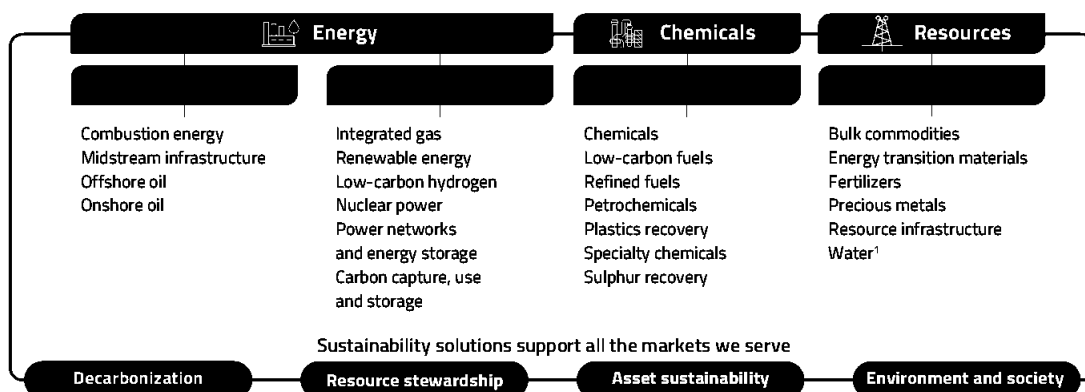 Energy
Chemicals
Resources
Combustion energy
Midstream infrastructure
Offshore oil
Onshore oil
Integrated gas
Renewable energy
Low-carbon hydrogen
Nuclear power
Power networks
and energy storage
Carbon capture, use
and storage
Chemicals
Low-carbon fuels
Refined fuels
Petrochemicals
Plastics recovery
Specialty chemicals
Sulphur recovery
Bulk commodities
Energy transition materials
Fertilizers
Precious metals
Resource infrastructure
Water¹
Sustainability solutions support all the markets we serve
Decarbonization
Resource stewardship
Asset sustainability
Environment and society